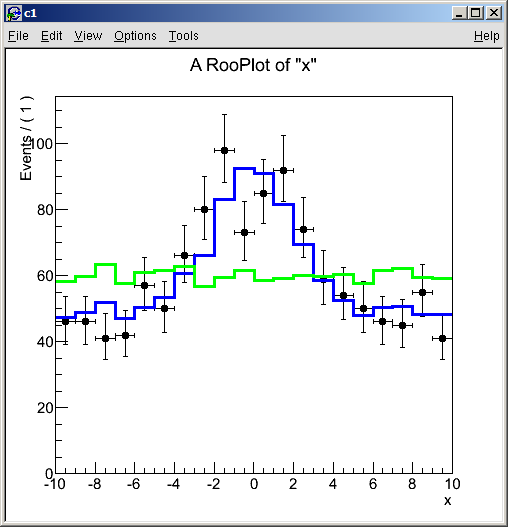 c1
File Edit View Options Tools Help
A RooPlot of "x"
Events / ( 1 )
100
80
60
40
20
0
-10 -8 -6 -4 -2 0 2 4 6 8 10
x